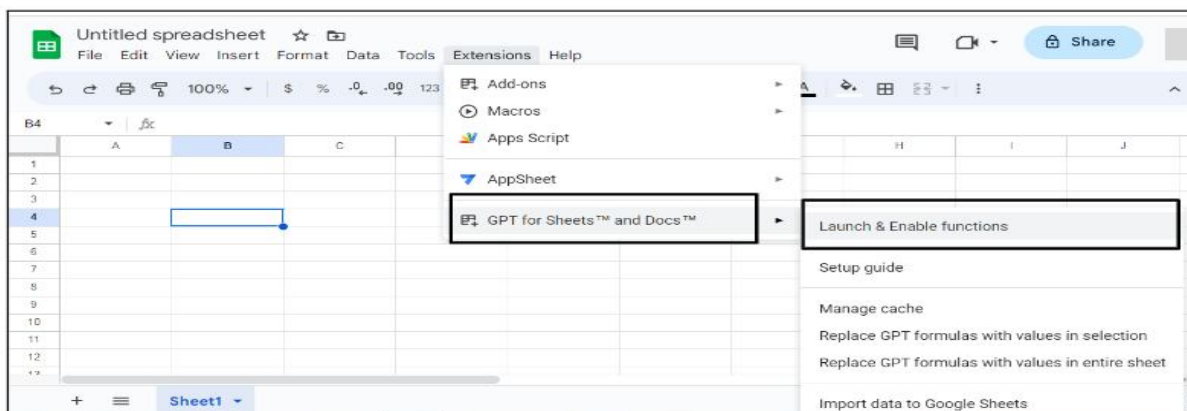 Untitled spreadsheet
File Edit View Insert Format Data Tools Extensions Help
Share
100% $ % .0 .00 123
Add-ons
A
Macros
B4 fx
Apps Script
A B C H I J
1
2
AppSheet
3
4
GPT for Sheets™ and Docs™
Launch & Enable functions
5
6
7
Setup guide
8
9
Manage cache
10
11
Replace GPT formulas with values in selection
12
Replace GPT formulas with values in entire sheet
13
+ Sheet1
Import data to Google Sheets